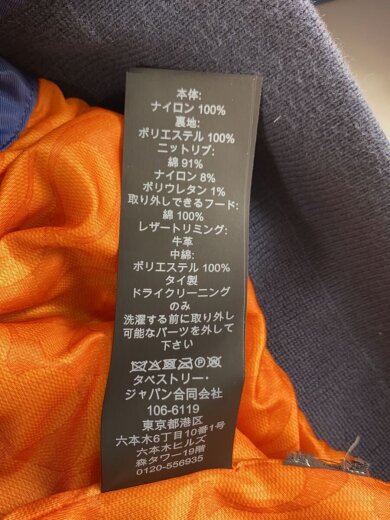 本体:
ナイロン 100%
裏地:
ポリエステル 100%
ニットリブ:
綿 91%
ナイロン 8%
ポリウレタン 1%
取り外しできるフード:
綿 100%
レザートリミング:
牛革
中綿:
ポリエステル 100%
タイ製
ドライクリーニング
のみ
洗濯する前に取り外し
可能なパーツを外して
下さい
タペストリー・
ジャパン合同会社
106-6119
東京都港区
六本木6丁目10番1号
六本木ヒルズ
森タワー19階
0120-556935